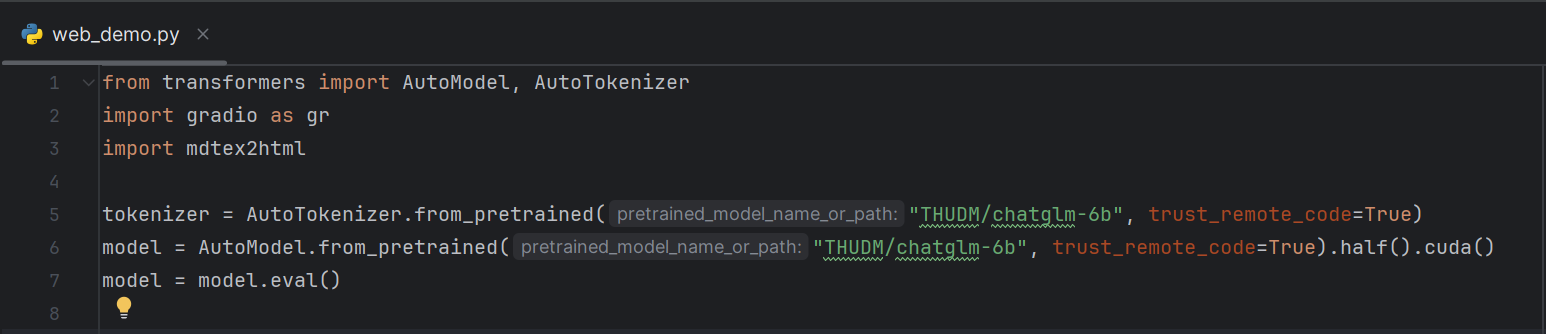 web_demo.py
1 from transformers import AutoModel, AutoTokenizer
2 import gradio as gr
3 import mdtex2html
4
5 tokenizer = AutoTokenizer.from_pretrained( pretrained_model_name_or_path: "THUDM/chatglm-6b", trust_remote_code=True)
6 model = AutoModel.from_pretrained( pretrained_model_name_or_path: "THUDM/chatglm-6b", trust_remote_code=True).half().cuda()
7 model = model.eval()
8